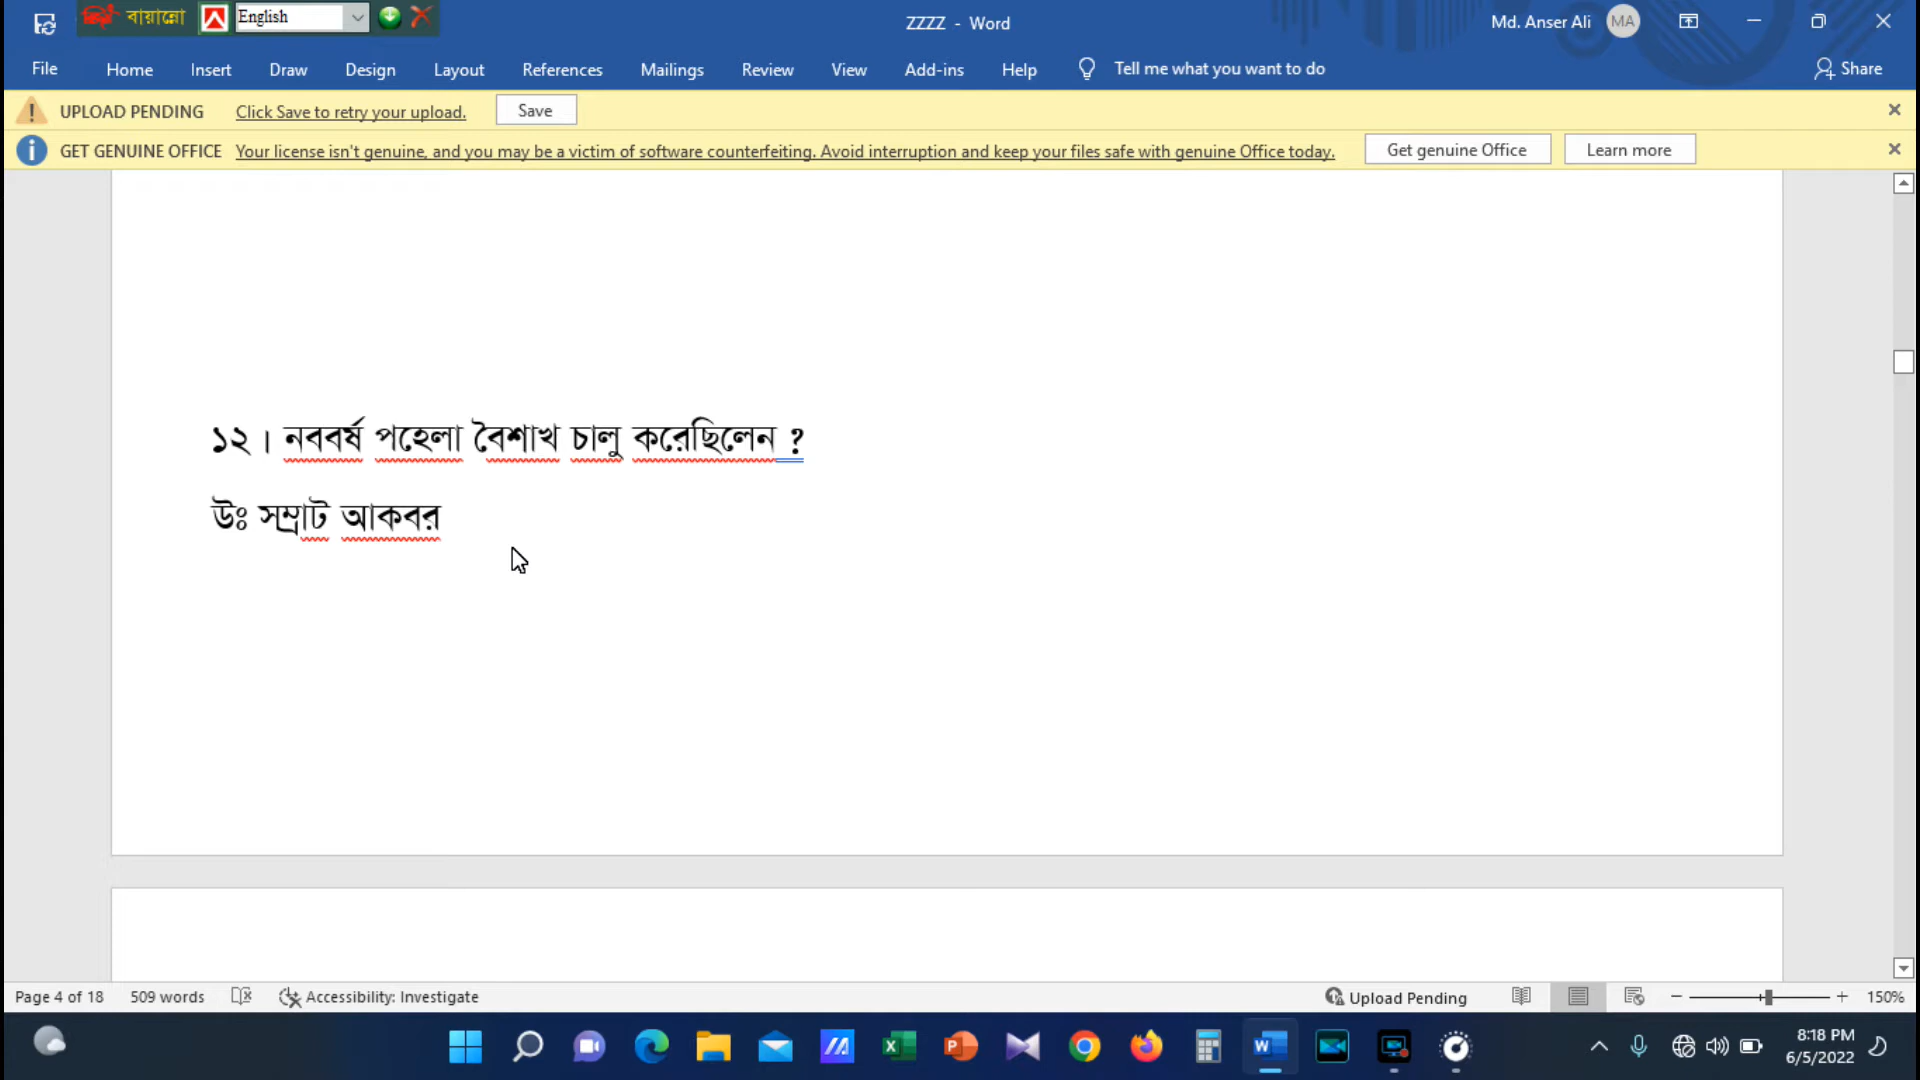 বায়ান্নো English ZZZZ - Word Md. Anser Ali MA
File Home Insert Draw Design Layout References Mailings Review View Add-ins Help Tell me what you want to do Share
UPLOAD PENDING Click Save to retry your upload. Save
GET GENUINE OFFICE Your license isn't genuine, and you may be a victim of software counterfeiting. Avoid interruption and keep your files safe with genuine Office today. Get genuine Office Learn more
১২। নববর্ষ পহেলা বৈশাখ চালু করেছিলেন ?
উঃ সম্রাট আকবর
Page 4 of 18 509 words Accessibility: Investigate Upload Pending 150%
8:18 PM
6/5/2022